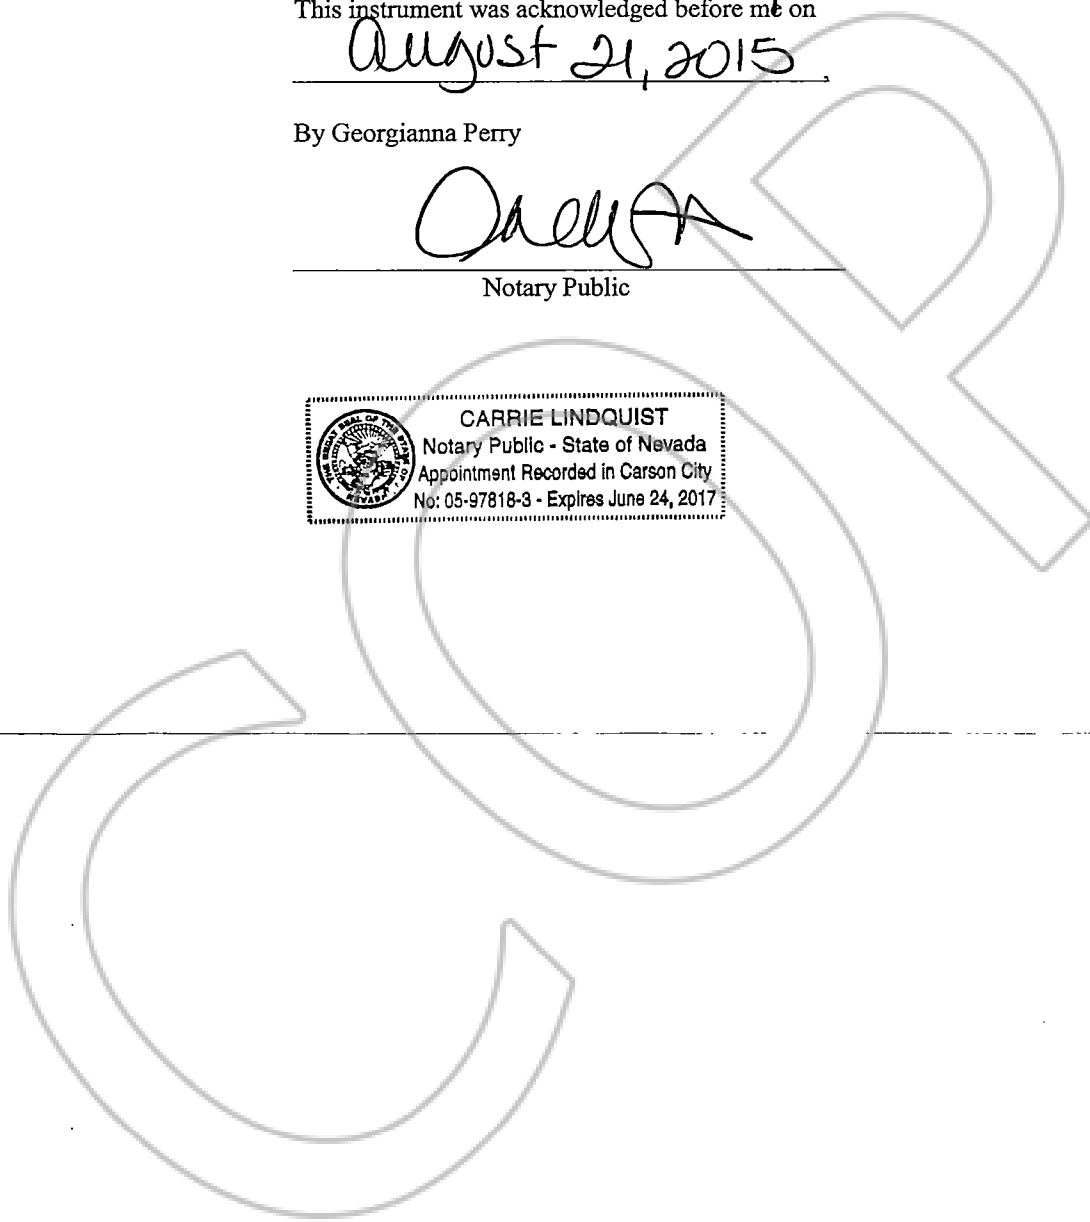 This instrument was acknowledged before me on
August 21, 2015,
By Georgianna Perry
Notary Public
CARRIE LINDQUIST
Notary Public - State of Nevada
Appointment Recorded in Carson City
No: 05-97818-3 - Expires June 24, 2017
COP